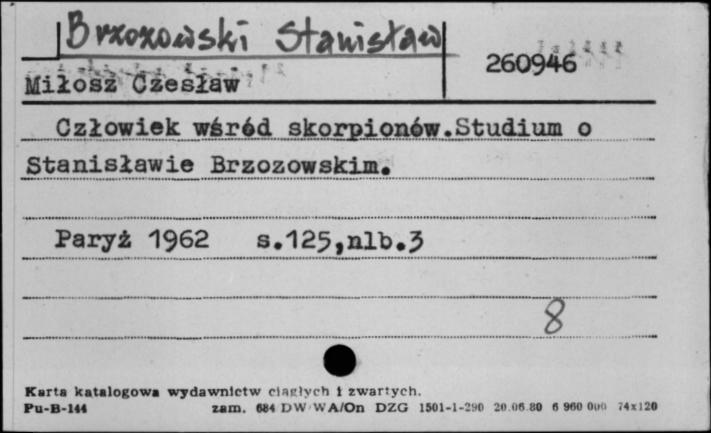 Brzozowski Stanisław
260946
Miłosz Czesław
Człowiek wśród skorpionów.Studium o
Stanisławie Brzozowskim.
Paryż 1962 s.125,nlb.3
8
Karta katalogowa wydawnictw ciągłych i zwartych.
Pu-B-144 zam. 684 DW WA/On DZG 1501-1-290 20.06.80 6 960 000 74x120